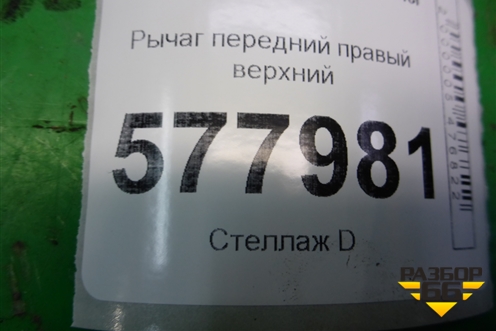 Рычаг передний правый
верхний
577981
Стеллаж D
РАЗБОР
66